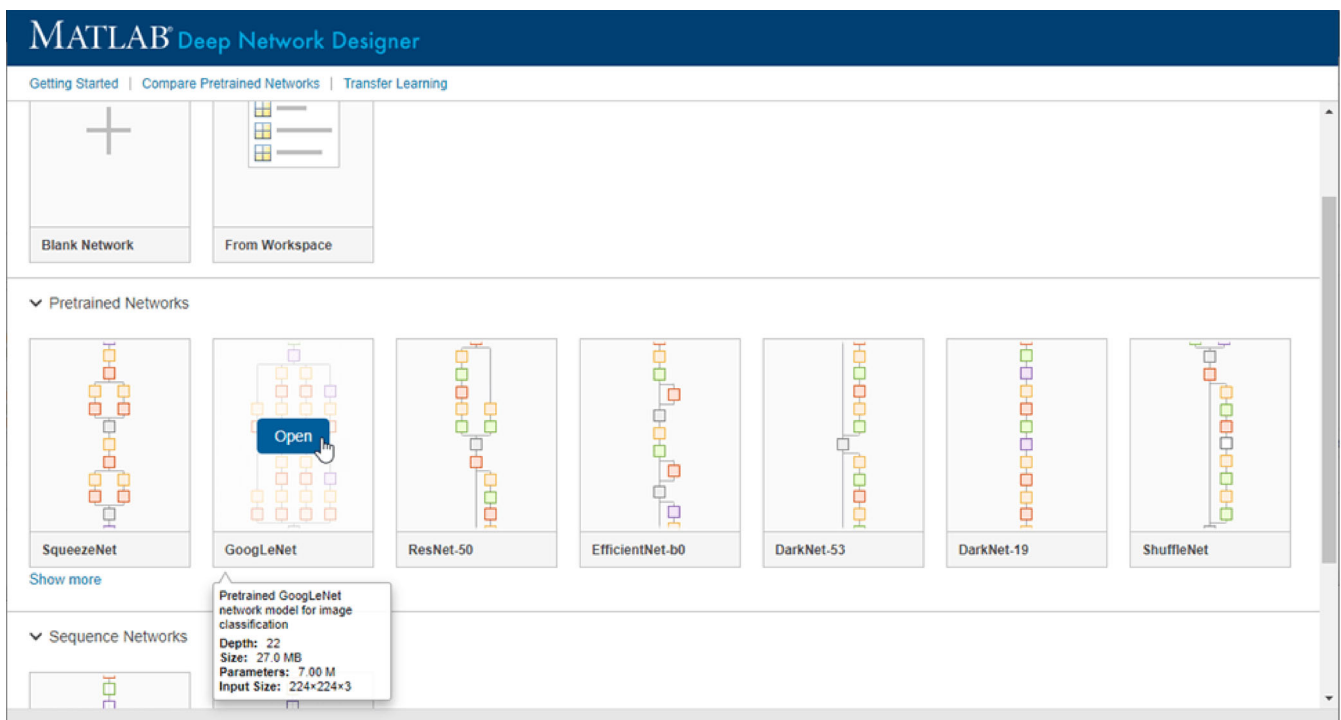 MATLAB® Deep Network Designer
Getting Started | Compare Pretrained Networks | Transfer Learning
Blank Network
From Workspace
Pretrained Networks
Open
SqueezeNet
GoogLeNet
ResNet-50
EfficientNet-b0
DarkNet-53
DarkNet-19
ShuffleNet
Show more
Pretrained GoogLeNet
network model for image
classification
Depth: 22
Size: 27.0 MB
Parameters: 7.00 M
Input Size: 224×224×3
Sequence Networks